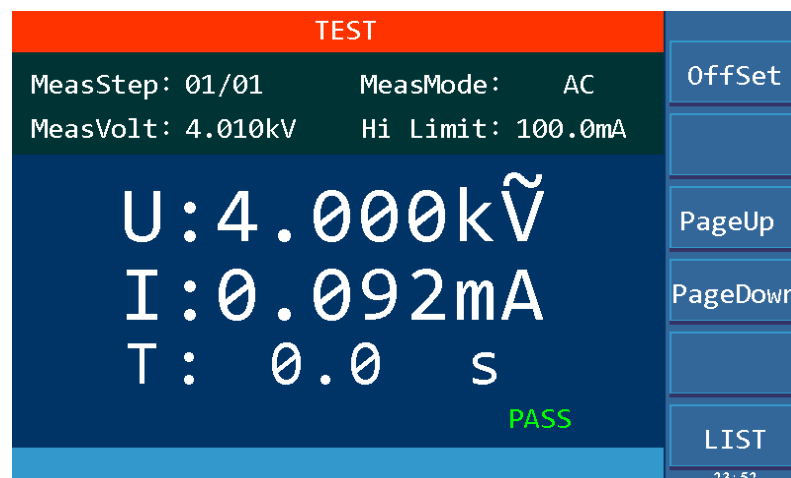 TEST
MeasStep: 01/01 MeasMode: AC
MeasVolt: 4.010kV Hi Limit: 100.0mA
U:4.000kṼ
I:0.092mA
T: 0.0 s
PASS
OffSet
PageUp
PageDown
LIST